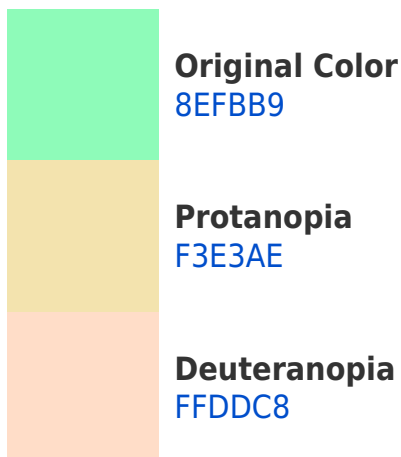 Original Color
8EFBB9
Protanopia
F3E3AE
Deuteranopia
FFDDC8